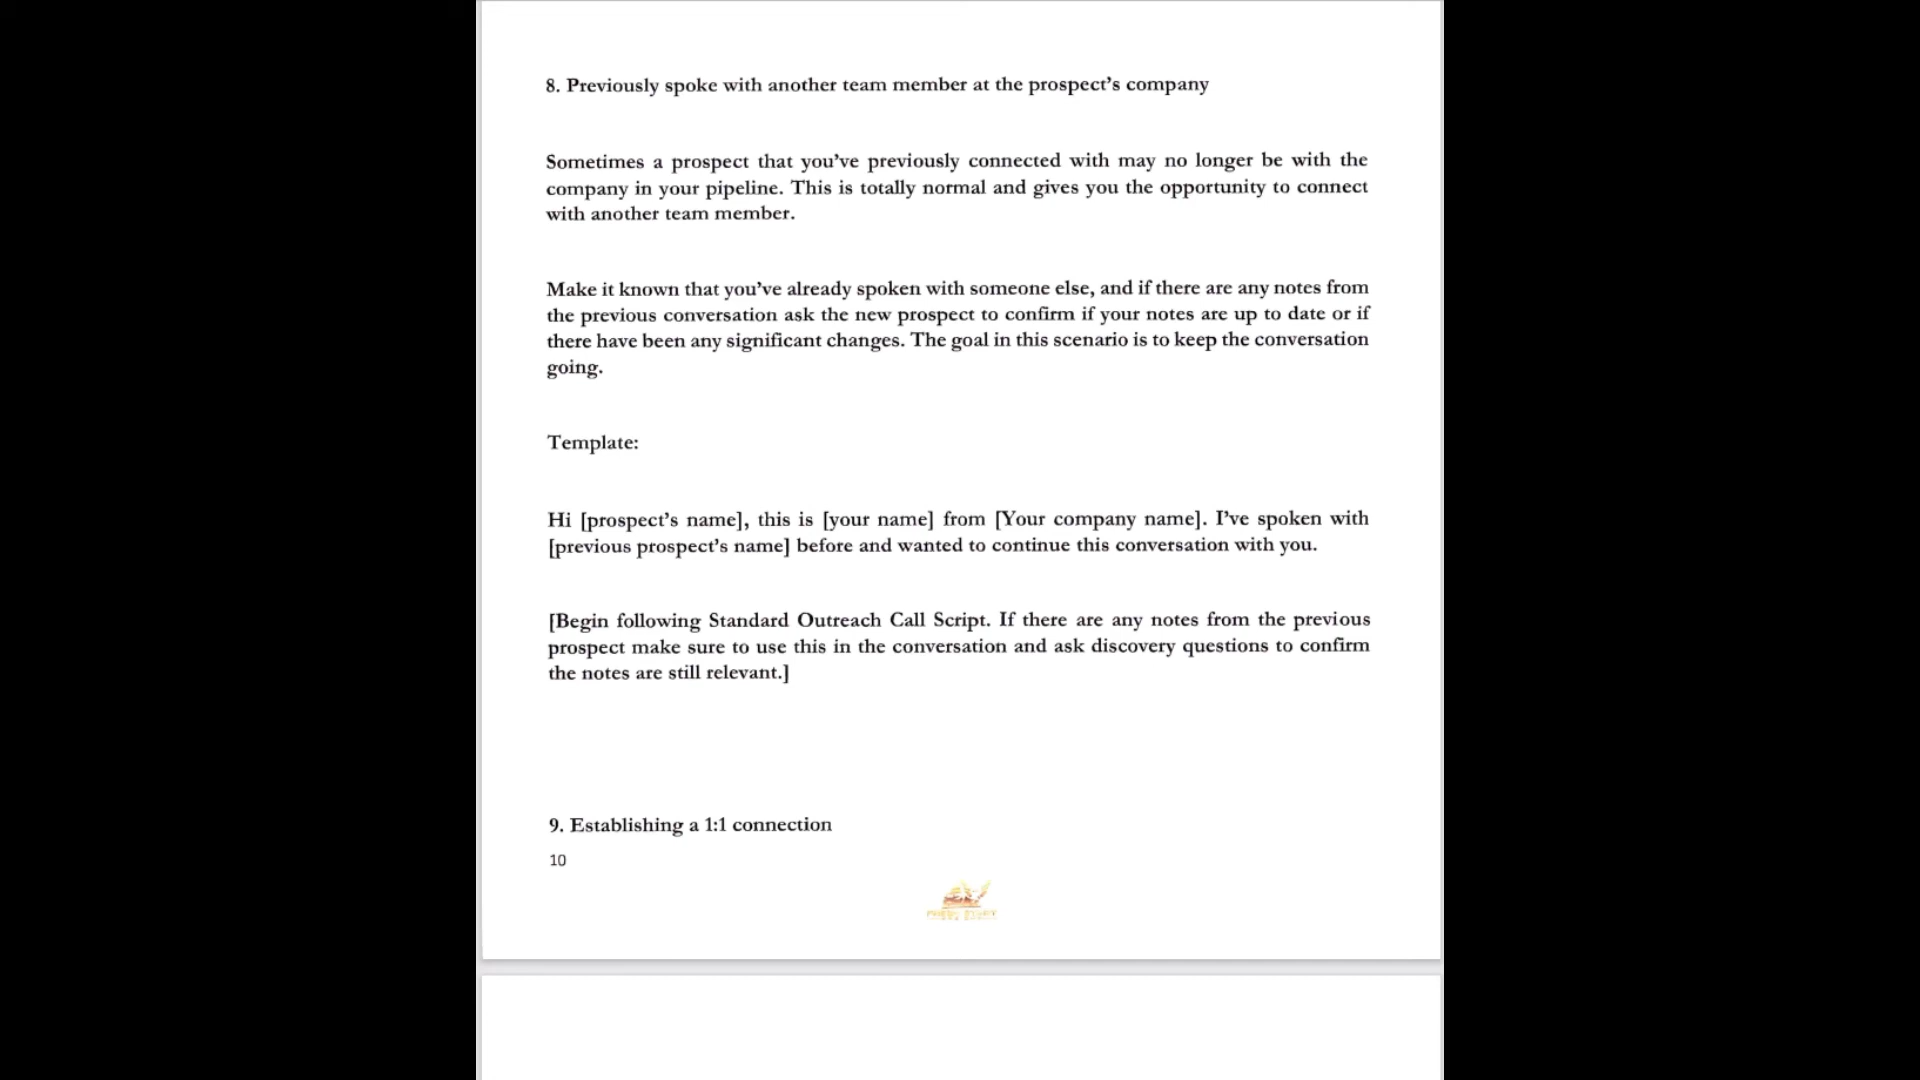 8. Previously spoke with another team member at the prospect’s company
Sometimes a prospect that you’ve previously connected with may no longer be with the
company in your pipeline. This is totally normal and gives you the opportunity to connect
with another team member.
Make it known that you’ve already spoken with someone else, and if there are any notes from
the previous conversation ask the new prospect to confirm if your notes are up to date or if
there have been any significant changes. The goal in this scenario is to keep the conversation
going.
Template:
Hi [prospect’s name], this is [your name] from [Your company name]. I’ve spoken with
[previous prospect’s name] before and wanted to continue this conversation with you.
[Begin following Standard Outreach Call Script. If there are any notes from the previous
prospect make sure to use this in the conversation and ask discovery questions to confirm
the notes are still relevant.]
9. Establishing a 1:1 connection
10